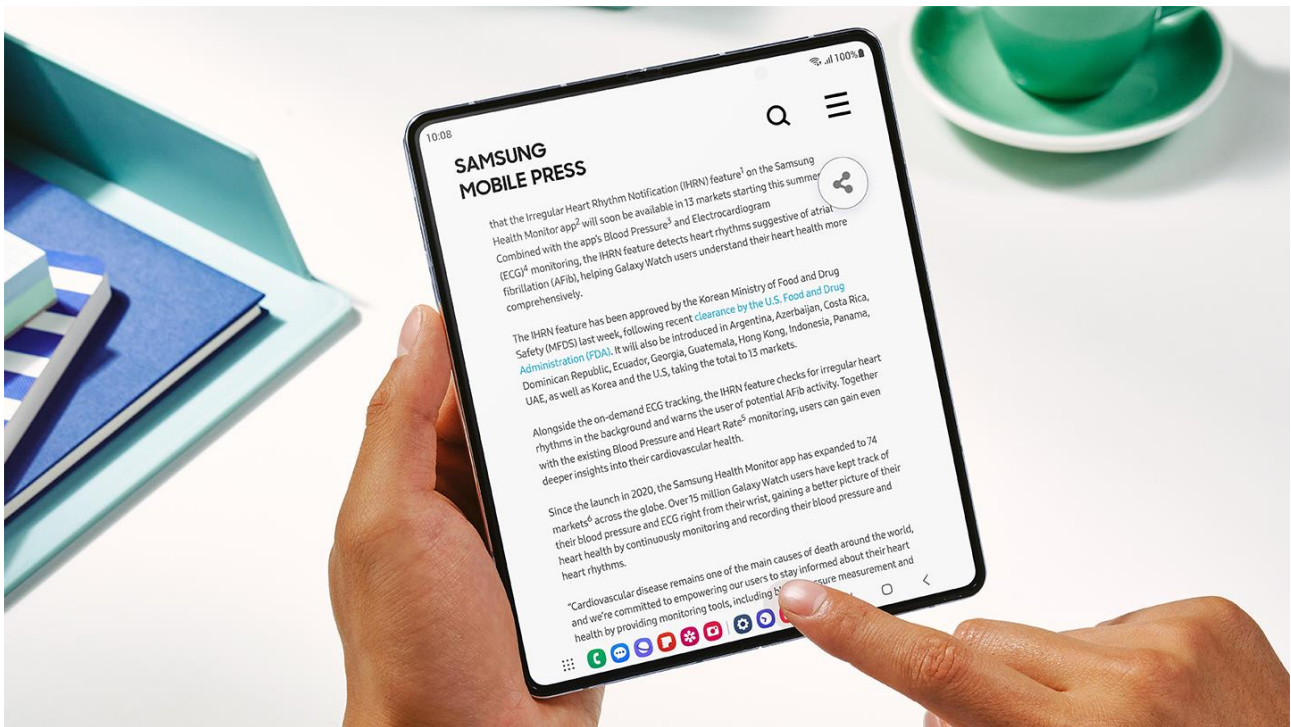 10:08
100%
SAMSUNG
MOBILE PRESS
that the Irregular Heart Rhythm Notification (IHRN) feature1 on the Samsung
Health Monitor app2 will soon be available in 13 markets starting this summer
Combined with the app's Blood Pressure3 and Electrocardiogram
(ECG)4 monitoring, the IHRN feature detects heart rhythms suggestive of atrial
fibrillation (AFib), helping Galaxy Watch users understand their heart health more
comprehensively.
The IHRN feature has been approved by the Korean Ministry of Food and Drug
Safety (MFDS) last week, following recent clearance by the U.S. Food and Drug
Administration (FDA). It will also be introduced in Argentina, Azerbaijan, Costa Rica,
Dominican Republic, Ecuador, Georgia, Guatemala, Hong Kong, Indonesia, Panama,
UAE, as well as Korea and the U.S, taking the total to 13 markets.
Alongside the on-demand ECG tracking, the IHRN feature checks for irregular heart
rhythms in the background and warns the user of potential AFib activity. Together
with the existing Blood Pressure and Heart Rate5 monitoring, users can gain even
deeper insights into their cardiovascular health.
Since the launch in 2020, the Samsung Health Monitor app has expanded to 74
markets6 across the globe. Over 15 million Galaxy Watch users have kept track of
their blood pressure and ECG right from their wrist, gaining a better picture of their
heart health by continuously monitoring and recording their blood pressure and
heart rhythms.
"Cardiovascular disease remains one of the main causes of death around the world,
and we're committed to empowering our users to stay informed about their heart
health by providing monitoring tools, including measurement and